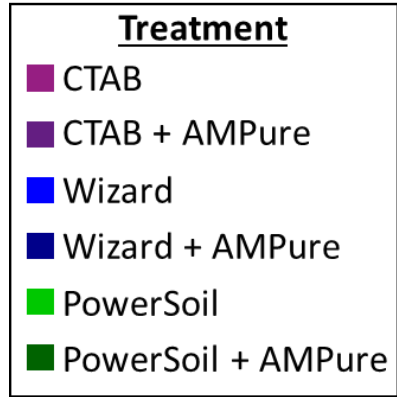 Treatment
CTAB
CTAB + AMPure
Wizard
Wizard + AMPure
PowerSoil
PowerSoil + AMPure